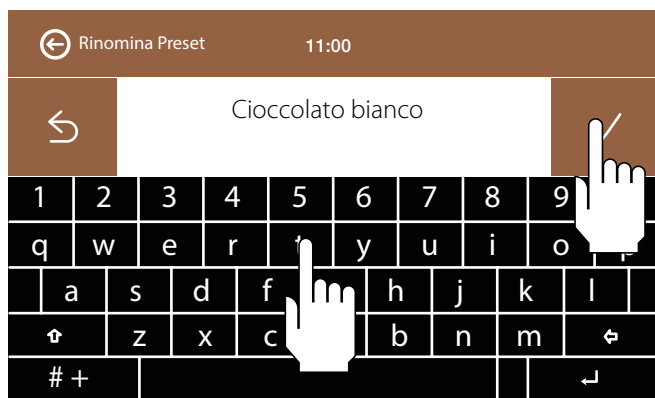 Rinomina Preset 11:00
Cioccolato bianco
1 2 3 4 5 6 7 8 9
q w e r t y u i o p
a s d f h j k l
z x c b n m
# +